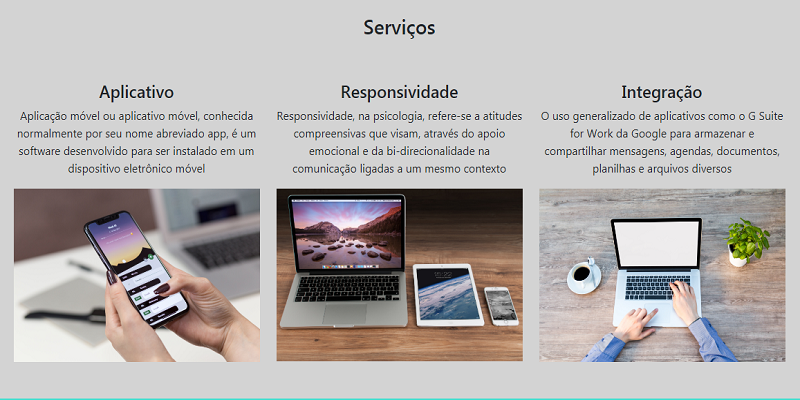 Serviços
Aplicativo
Aplicação móvel ou aplicativo móvel, conhecida
normalmente por seu nome abreviado app, é um
software desenvolvido para ser instalado em um
dispositivo eletrônico móvel
Responsividade
Responsividade, na psicologia, refere-se a atitudes
compreensivas que visam, através do apoio
emocional e da bi-direcionalidade na
comunicação ligadas a um mesmo contexto
Integração
O uso generalizado de aplicativos como o G Suite
for Work da Google para armazenar e
compartilhar mensagens, agendas, documentos,
planilhas e arquivos diversos
15:22